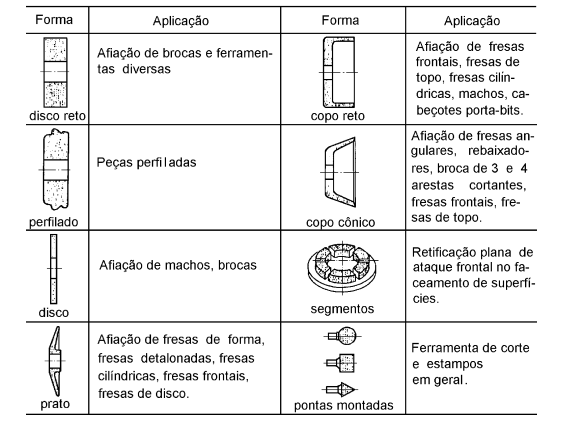 Forma Aplicação Forma Aplicação
Afiação de brocas e ferramen-
tas diversas
disco reto
Afiação de fresas
frontais, fresas de
topo, fresas cilín-
dricas, machos, ca-
beçotes porta-bits.
copo reto
Peças perfiladas
perfilado
Afiação de fresas an-
gulares, rebaixado-
res, broca de 3 e 4
arestas cortantes,
fresas frontais, fre-
sas de topo.
copo cônico
Afiação de machos, brocas
disco
Retificação plana de
ataque frontal no fa-
ceamento de superfí-
cies.
segmentos
Afiação de fresas de forma,
fresas detalonadas, fresas
cilíndricas, fresas frontais,
fresas de disco.
prato
Ferramenta de corte
e estampos
em geral.
pontas montadas